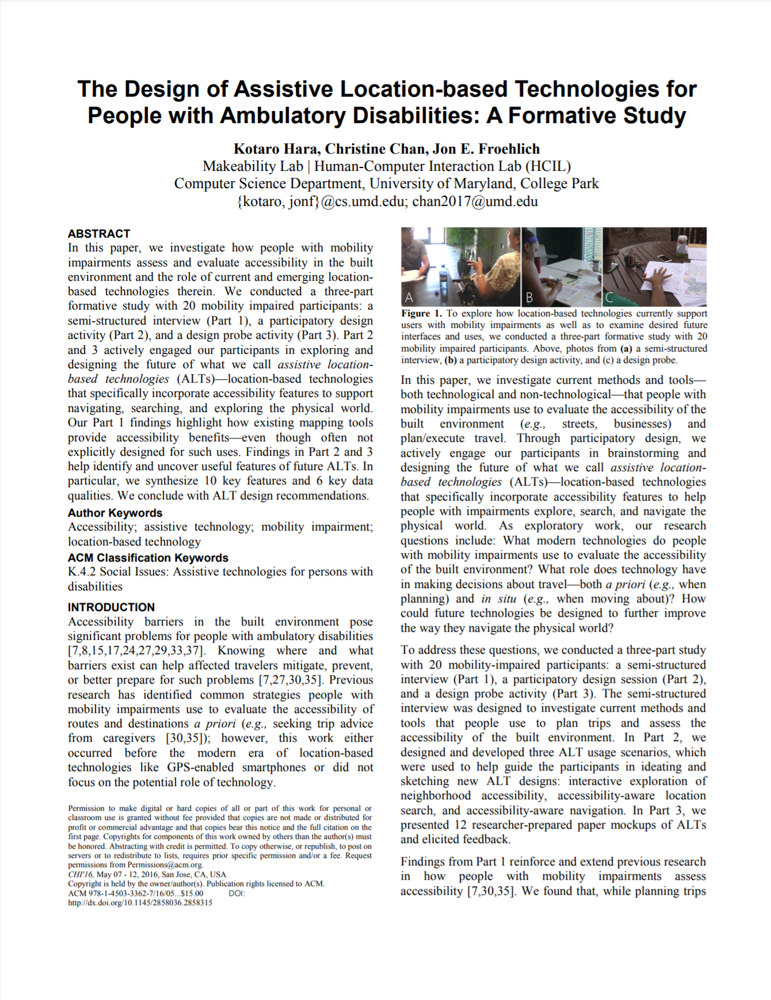 The Design of Assistive Location-based Technologies for
People with Ambulatory Disabilities: A Formative Study
Kotaro Hara, Christine Chan, Jon E. Froehlich
Makeability Lab | Human-Computer Interaction Lab (HCIL)
Computer Science Department, University of Maryland, College Park
{kotaro, jonf}@cs.umd.edu; chan2017@umd.edu
ABSTRACT
In this paper, we investigate how people with mobility
impairments assess and evaluate accessibility in the built
environment and the role of current and emerging location-
based technologies therein. We conducted a three-part
formative study with 20 mobility impaired participants: a
semi-structured interview (Part 1), a participatory design
activity (Part 2), and a design probe activity (Part 3). Part 2
and 3 actively engaged our participants in exploring and
designing the future of what we call assistive location-
based technologies (ALTs)—location-based technologies
that specifically incorporate accessibility features to support
navigating, searching, and exploring the physical world.
Our Part 1 findings highlight how existing mapping tools
provide accessibility benefits—even though often not
explicitly designed for such uses. Findings in Part 2 and 3
help identify and uncover useful features of future ALTs. In
particular, we synthesize 10 key features and 6 key data
qualities. We conclude with ALT design recommendations.
Author Keywords
Accessibility; assistive technology; mobility impairment;
location-based technology
ACM Classification Keywords
K.4.2 Social Issues: Assistive technologies for persons with
disabilities
INTRODUCTION
Accessibility barriers in the built environment pose
significant problems for people with ambulatory disabilities
[7,8,15,17,24,27,29,33,37]. Knowing where and what
barriers exist can help affected travelers mitigate, prevent,
or better prepare for such problems [7,27,30,35]. Previous
research has identified common strategies people with
mobility impairments use to evaluate the accessibility of
routes and destinations a priori (e.g., seeking trip advice
from caregivers [30,35]); however, this work either
occurred before the modern era of location-based
technologies like GPS-enabled smartphones or did not
focus on the potential role of technology.
Permission to make digital or hard copies of all or part of this work for personal or
classroom use is granted without fee provided that copies are not made or distributed for
profit or commercial advantage and that copies bear this notice and the full citation on the
first page. Copyrights for components of this work owned by others than the author(s) must
be honored. Abstracting with credit is permitted. To copy otherwise, or republish, to post on
servers or to redistribute to lists, requires prior specific permission and/or a fee. Request
permissions from Permissions@acm.org.
CHI'16, May 07 - 12, 2016, San Jose, CA, USA
Copyright is held by the owner/author(s). Publication rights licensed to ACM.
ACM 978-1-4503-3362-7/16/05...$15.00 DOI:
http://dx.doi.org/10.1145/2858036.2858315
A B C
Figure 1. To explore how location-based technologies currently support
users with mobility impairments as well as to examine desired future
interfaces and uses, we conducted a three-part formative study with 20
mobility impaired participants. Above, photos from (a) a semi-structured
interview, (b) a participatory design activity, and (c) a design probe.
In this paper, we investigate current methods and tools—
both technological and non-technological—that people with
mobility impairments use to evaluate the accessibility of the
built environment (e.g., streets, businesses) and
plan/execute travel. Through participatory design, we
actively engage our participants in brainstorming and
designing the future of what we call assistive location-
based technologies (ALTs)—location-based technologies
that specifically incorporate accessibility features to help
people with impairments explore, search, and navigate the
physical world. As exploratory work, our research
questions include: What modern technologies do people
with mobility impairments use to evaluate the accessibility
of the built environment? What role does technology have
in making decisions about travel—both a priori (e.g., when
planning) and in situ (e.g., when moving about)? How
could future technologies be designed to further improve
the way they navigate the physical world?
To address these questions, we conducted a three-part study
with 20 mobility-impaired participants: a semi-structured
interview (Part 1), a participatory design session (Part 2),
and a design probe activity (Part 3). The semi-structured
interview was designed to investigate current methods and
tools that people use to plan trips and assess the
accessibility of the built environment. In Part 2, we
designed and developed three ALT usage scenarios, which
were used to help guide the participants in ideating and
sketching new ALT designs: interactive exploration of
neighborhood accessibility, accessibility-aware location
search, and accessibility-aware navigation. In Part 3, we
presented 12 researcher-prepared paper mockups of ALTs
and elicited feedback.
Findings from Part 1 reinforce and extend previous research
in how people with mobility impairments assess
accessibility [7,30,35]. We found that, while planning trips